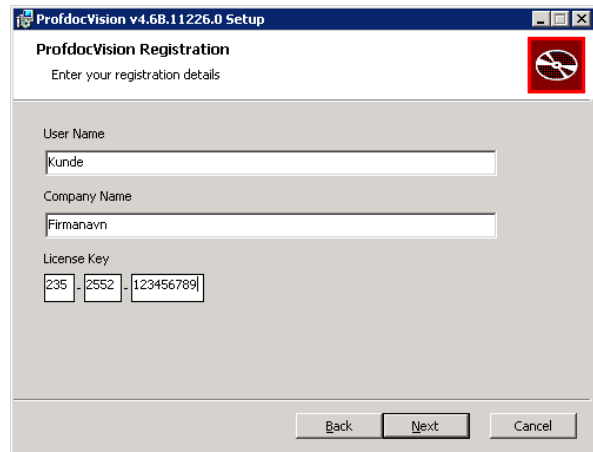 ProfdocVision v4.6B.11226.0 Setup
ProfdocVision Registration
Enter your registration details
User Name
Kunde
Company Name
Firmanavn
License Key
235 - 2552 - 123456789
Back Next Cancel